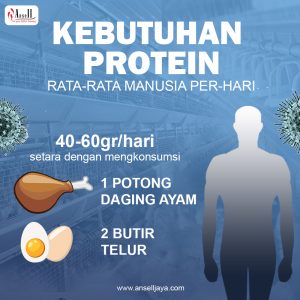 Ansell
KEBUTUHAN
PROTEIN
RATA-RATA MANUSIA PER-HARI
40-60gr/hari
setara dengan mengkonsumsi
1 POTONG
DAGING AYAM
2 BUTIR
TELUR
www.anselljaya.com